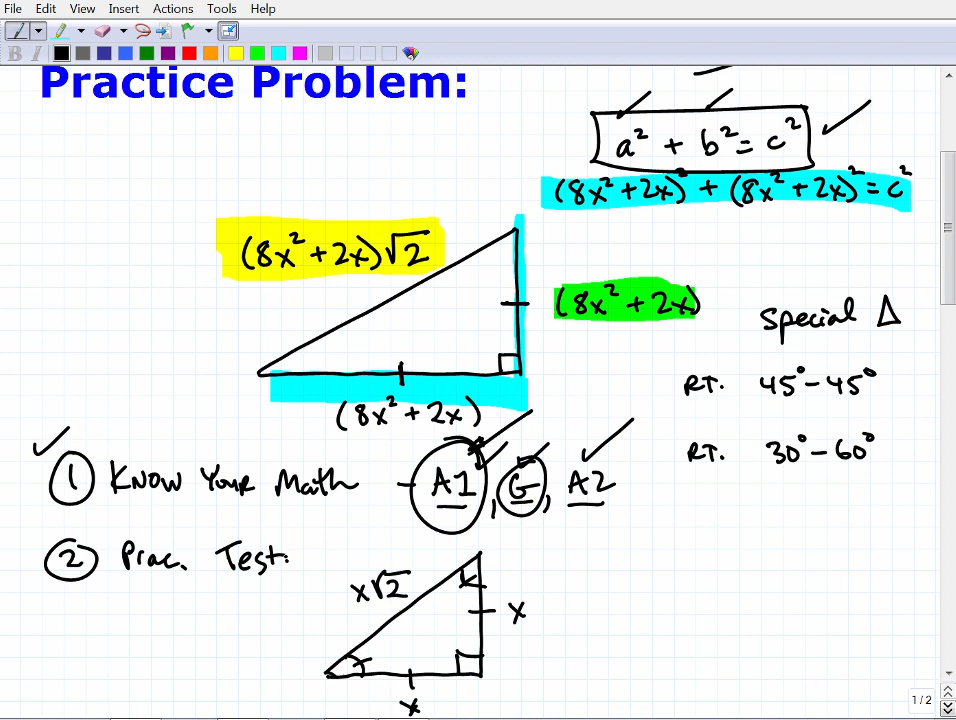 File Edit View Insert Actions Tools Help
B I
Practice Problem:
a² + b² = c²
(8x² + 2x)² + (8x² + 2x)² = c²
(8x² + 2x)√2
(8x² + 2x)
(8x² + 2x)
Special Δ
RT. 45° - 45°
RT. 30° - 60°
① Know Your Math - A1, G, A2
② Prac. Test.
x√2
x
x
1 / 2